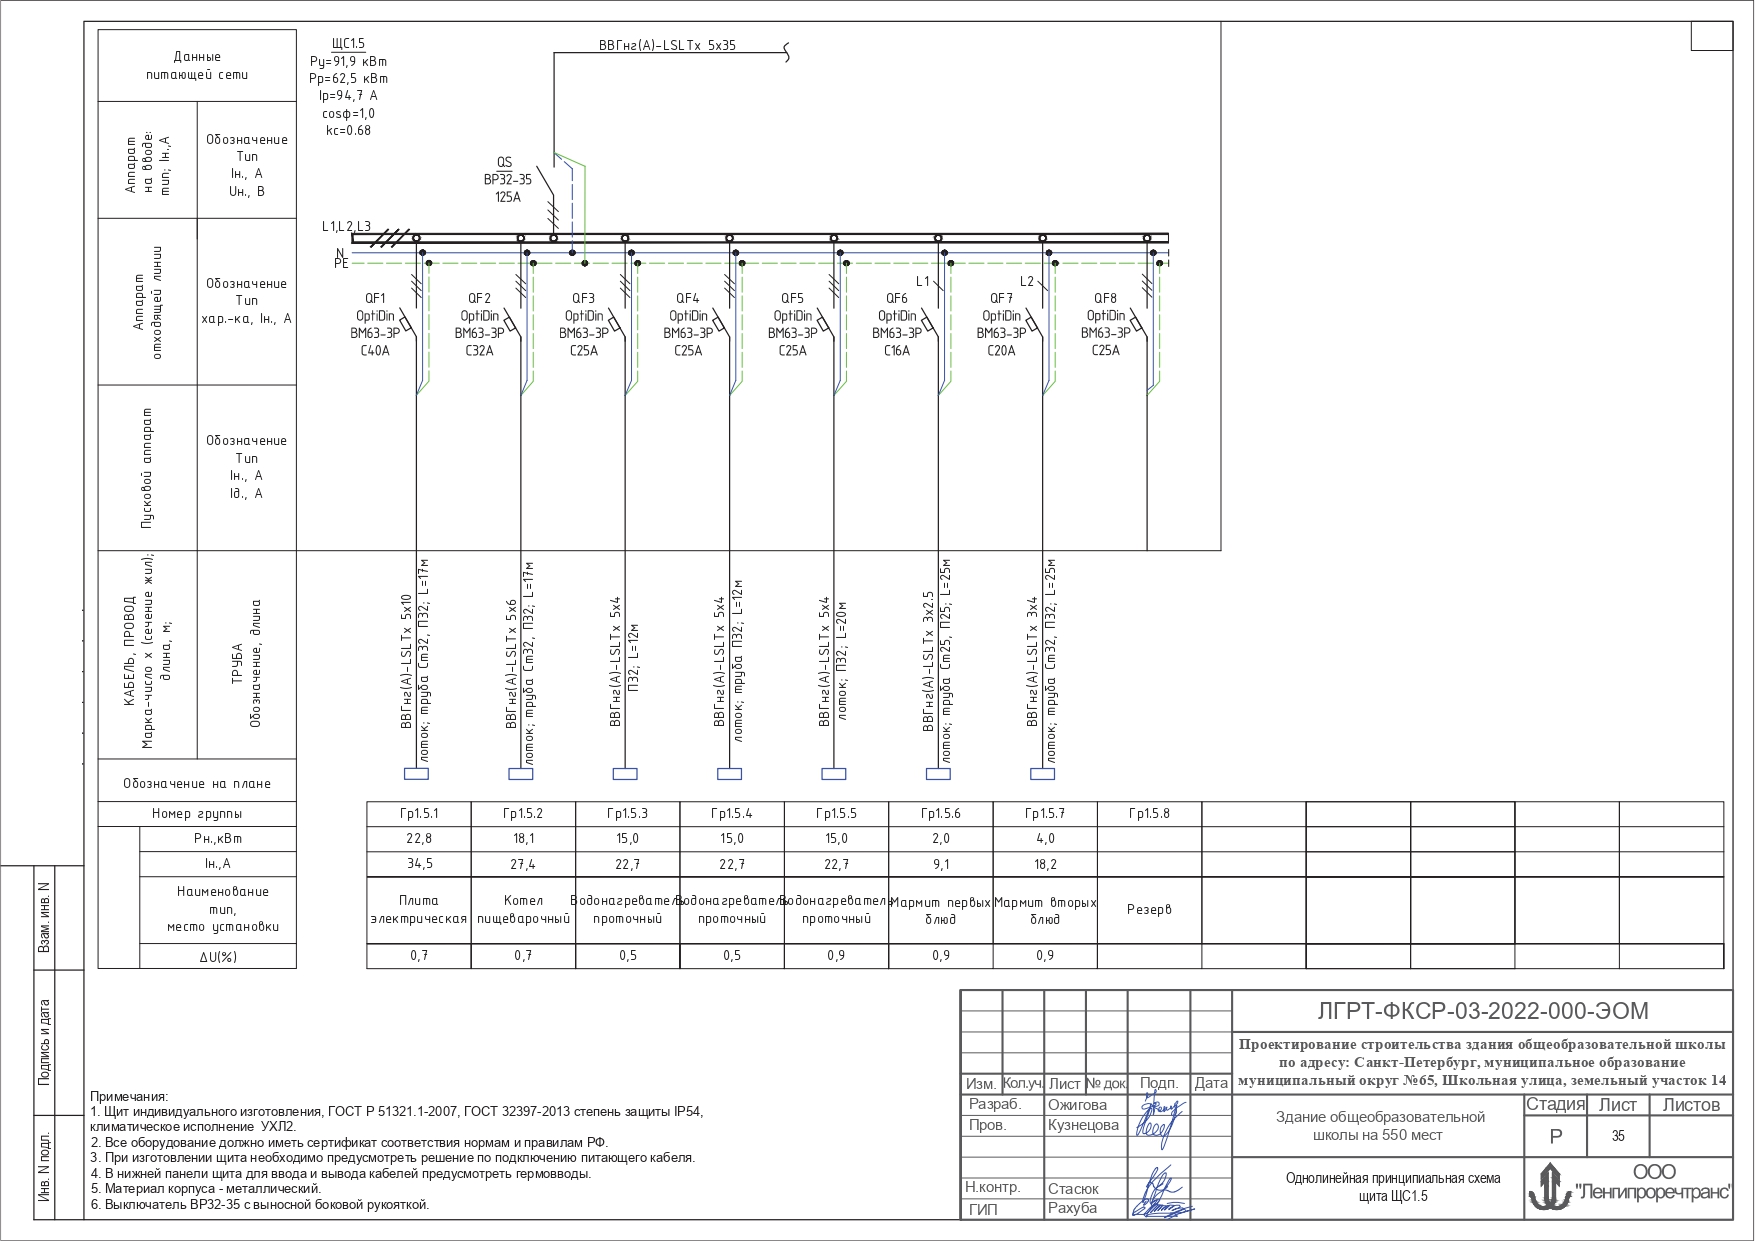 Данные
питающей сети
Аппарат
на вводе:
тип; Iн.,А
Обозначение
Тип
Iн., А
Uн., В
Аппарат
отходящей линии
Обозначение
Тип
хар.-ка, Iн., А
Пусковой аппарат
Обозначение
Тип
Iн., А
Iд., А
КАБЕЛЬ, ПРОВОД
Марка-число х (сечение жил);
длина, м;
ТРУБА
Обозначение, длина
Обозначение на плане
ЩС1.5
Ру=91,9 кВт
Рр=62,5 кВт
Iр=94,7 А
cosф=1,0
kc=0.68
ВВГнг(А)-LSLTx 5х35
QS
ВР32-35
125А
L1,L2,L3
N
PE
L1
L2
QF1
OptiDin
ВМ63-3Р
С40А
QF2
OptiDin
ВМ63-3Р
С32А
QF3
OptiDin
ВМ63-3Р
С25А
QF4
OptiDin
ВМ63-3Р
С25А
QF5
OptiDin
ВМ63-3Р
С25А
QF6
OptiDin
ВМ63-3Р
С16А
QF7
OptiDin
ВМ63-3Р
С20А
QF8
OptiDin
ВМ63-3Р
С25А
ВВГнг(А)-LSLTx 5х10
лоток; труба Ст32, П32; L=17м
ВВГнг(А)-LSLTx 5х6
лоток; труба Ст32, П32; L=17м
ВВГнг(А)-LSLTx 5х4
П32; L=12м
ВВГнг(А)-LSLTx 5х4
лоток; труба П32; L=12м
ВВГнг(А)-LSLTx 5х4
лоток; П32; L=20м
ВВГнг(А)-LSLTx 3х2.5
лоток; труба Ст25, П25; L=25м
ВВГнг(А)-LSLTx 3х4
лоток; труба Ст32, П32; L=25м
Номер группы Гр1.5.1 Гр1.5.2 Гр1.5.3 Гр1.5.4 Гр1.5.5 Гр1.5.6 Гр1.5.7 Гр1.5.8
Рн.,кВт 22,8 18,1 15,0 15,0 15,0 2,0 4,0
Iн.,А 34,5 27,4 22,7 22,7 22,7 9,1 18,2
Наименование
тип,
место установки
Плита
электрическая
Котел
пищеварочный
Водонагреватель
проточный
Водонагреватель
проточный
Водонагреватель
проточный
Мармит первых
блюд
Мармит вторых
блюд
Резерв
ΔU(%) 0,7 0,7 0,5 0,5 0,9 0,9 0,9
Взам. инв. N
Подпись и дата
Инв. N подл.
Примечания:
1. Щит индивидуального изготовления, ГОСТ Р 51321.1-2007, ГОСТ 32397-2013 степень защиты IP54,
климатическое исполнение УХЛ2.
2. Все оборудование должно иметь сертификат соответствия нормам и правилам РФ.
3. При изготовлении щита необходимо предусмотреть решение по подключению питающего кабеля.
4. В нижней панели щита для ввода и вывода кабелей предусмотреть гермовводы.
5. Материал корпуса - металлический.
6. Выключатель ВР32-35 с выносной боковой рукояткой.
ЛГРТ-ФКСР-03-2022-000-ЭОМ
Проектирование строительства здания общеобразовательной школы
по адресу: Санкт-Петербург, муниципальное образование
муниципальный округ №65, Школьная улица, земельный участок 14
Изм. Кол.уч. Лист № док. Подп. Дата
Разраб. Ожигова
Пров. Кузнецова
Н.контр. Стасюк
ГИП Рахуба
Здание общеобразовательной
школы на 550 мест
Стадия Лист Листов
Р 35
Однолинейная принципиальная схема
щита ЩС1.5
ООО
"Ленгипроречтранс"